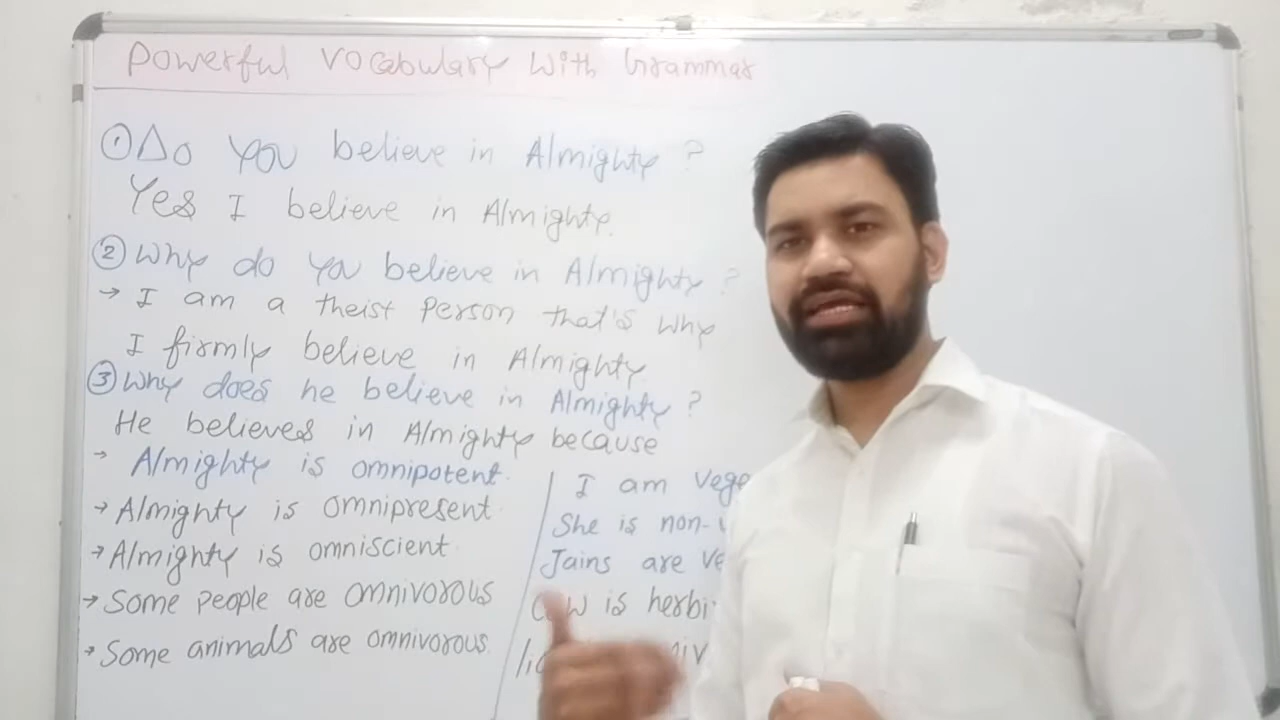 Powerful Vocabulary With Grammar
① Do you believe in Almighty ?
Yes I believe in Almighty.
② Why do you believe in Almighty ?
→ I am a theist Person that's why
I firmly believe in Almighty.
③ Why does he believe in Almighty ?
He believes in Almighty because
→ Almighty is omnipotent.
→ Almighty is omnipresent
→ Almighty is omniscient
→ Some people are omnivorous
→ Some animals are omnivorous.
I am vege
She is non-
Jains are ve
is herbi